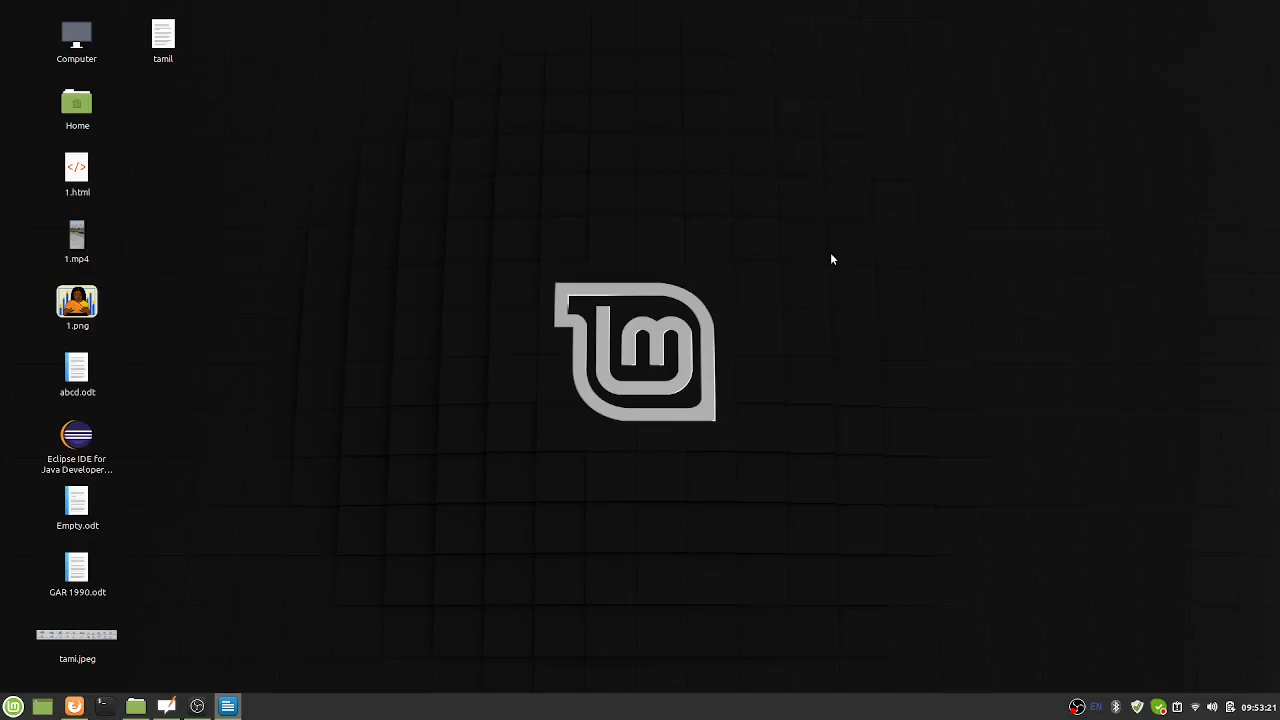 Computer
tamil
Home
</>
1.html
1.mp4
1.png
abcd.odt
Eclipse IDE for
Java Developer...
Empty.odt
GAR 1990.odt
tami.jpeg
lm
EN
09:53:21